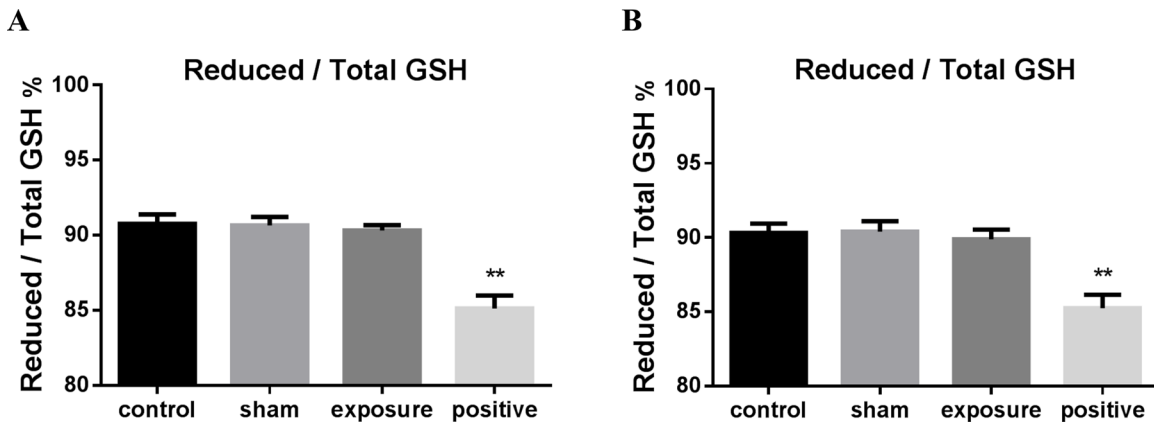 A
Reduced / Total GSH
Reduced / Total GSH %
100
95
90
85
80
**
control sham exposure positive
B
Reduced / Total GSH
Reduced / Total GSH %
100
95
90
85
80
**
control sham exposure positive